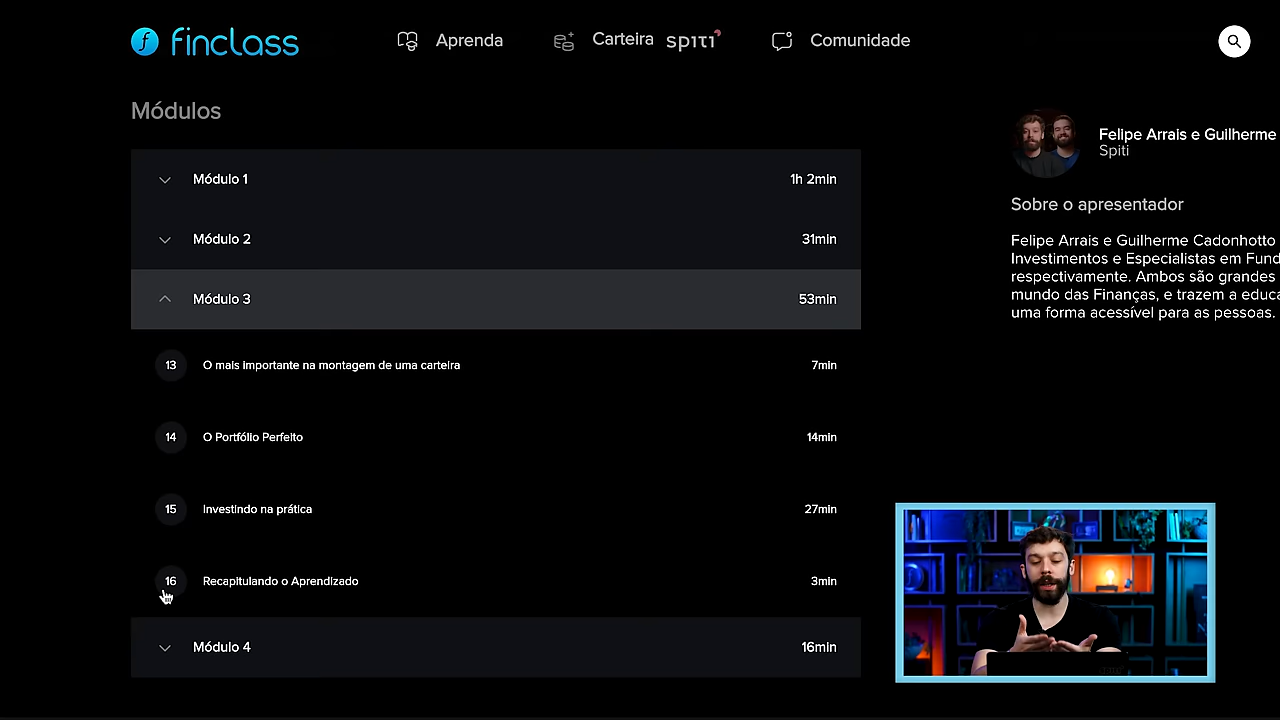 finclass
Aprenda
Carteira spiti
Comunidade
Módulos
Módulo 1 1h 2min
Módulo 2 31min
Módulo 3 53min
13 O mais importante na montagem de uma carteira 7min
14 O Portfólio Perfeito 14min
15 Investindo na prática 27min
16 Recapitulando o Aprendizado 3min
Módulo 4 16min
Felipe Arrais e Guilherme
Spiti
Sobre o apresentador
Felipe Arrais e Guilherme Cadonhotto
Investimentos e Especialistas em Fund
respectivamente. Ambos são grandes
mundo das Finanças, e trazem a educa
uma forma acessível para as pessoas.